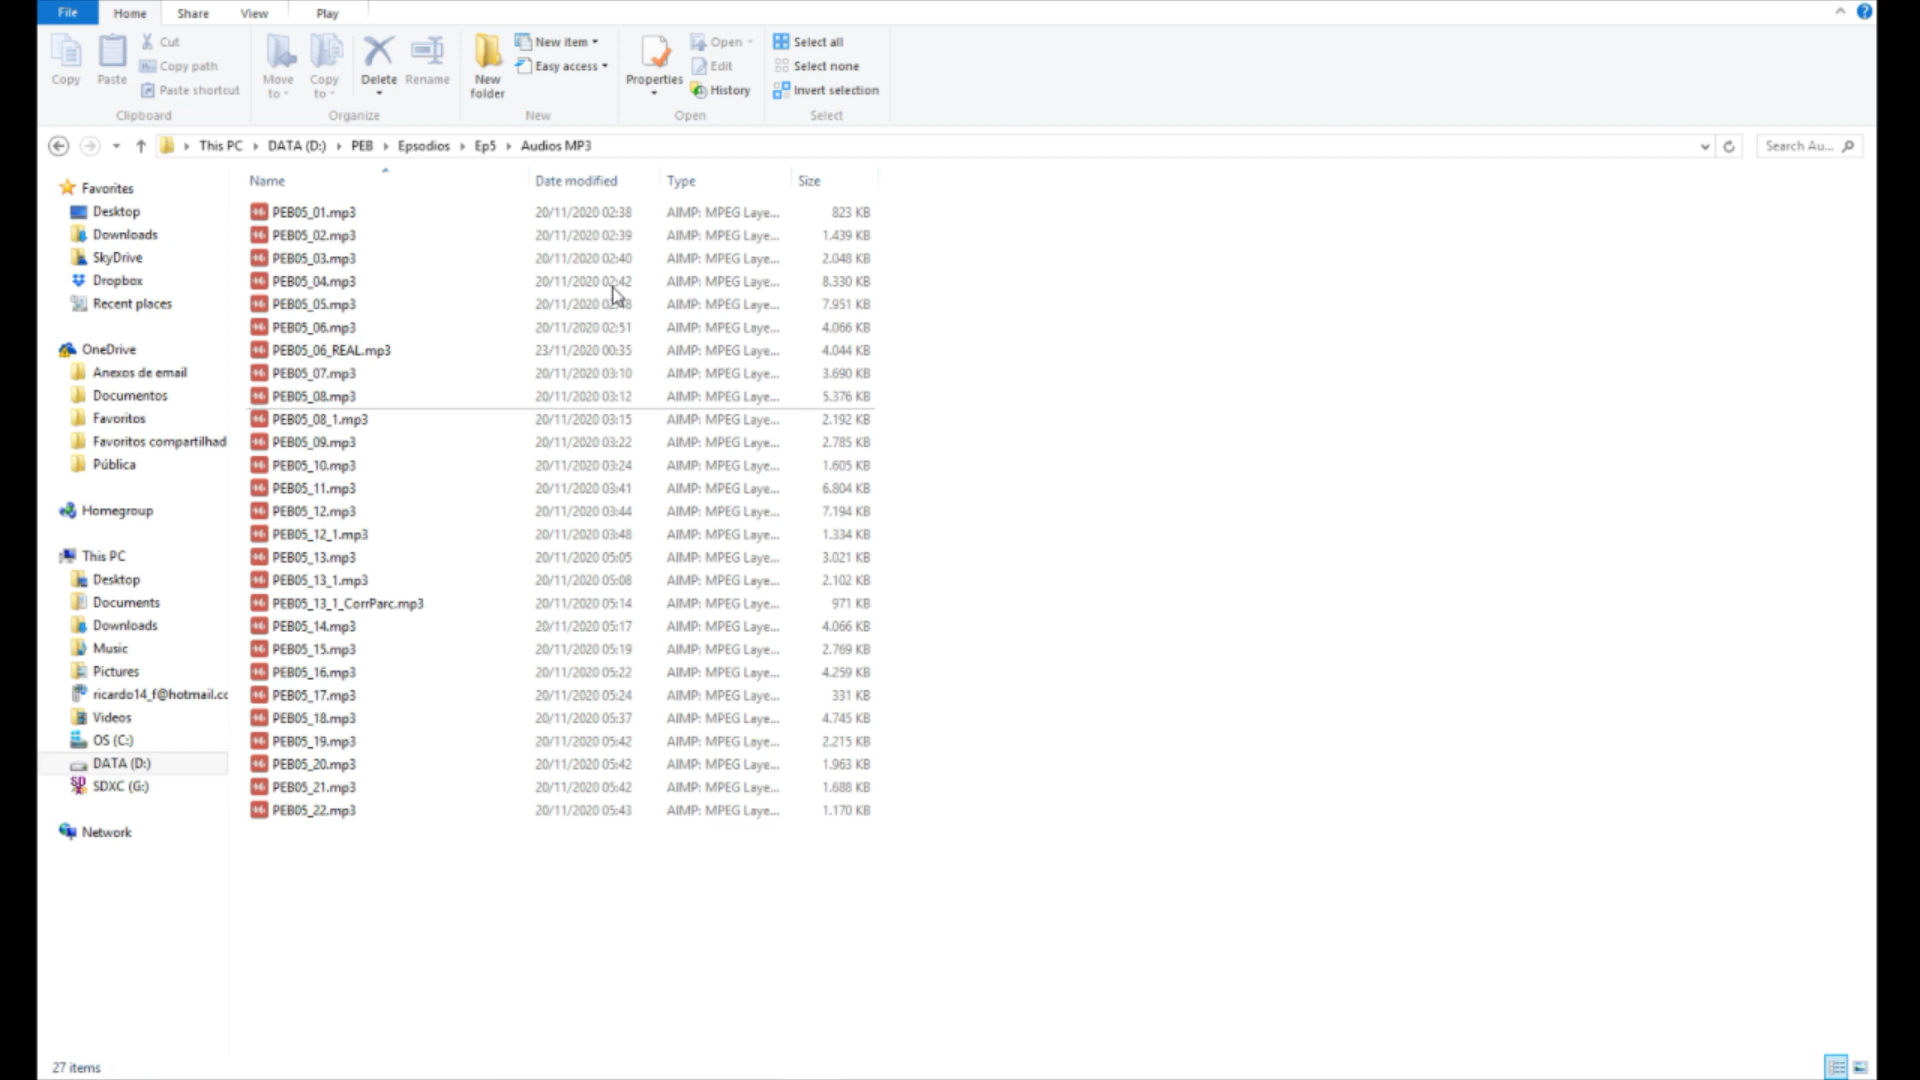 File Home Share View Play
Copy Paste Cut Copy path Paste shortcut
Clipboard
Move to Copy to Delete Rename
Organize
New folder New item Easy access
New
Properties Open Edit History
Open
Select all Select none Invert selection
Select
This PC DATA (D:) PEB Epsodios Ep5 Audios MP3
Search Au...
Favorites
Desktop
Downloads
SkyDrive
Dropbox
Recent places
OneDrive
Anexos de email
Documentos
Favoritos
Favoritos compartilhad
Pública
Homegroup
This PC
Desktop
Documents
Downloads
Music
Pictures
ricardo14_f@hotmail.cc
Videos
OS (C:)
DATA (D:)
SDXC (G:)
Network
Name Date modified Type Size
PEB05_01.mp3 20/11/2020 02:38 AIMP: MPEG Laye... 823 KB
PEB05_02.mp3 20/11/2020 02:39 AIMP: MPEG Laye... 1.439 KB
PEB05_03.mp3 20/11/2020 02:40 AIMP: MPEG Laye... 2.048 KB
PEB05_04.mp3 20/11/2020 02:42 AIMP: MPEG Laye... 8.330 KB
PEB05_05.mp3 20/11/2020 AIMP: MPEG Laye... 7.951 KB
PEB05_06.mp3 20/11/2020 02:51 AIMP: MPEG Laye... 4.066 KB
PEB05_06_REAL.mp3 23/11/2020 00:35 AIMP: MPEG Laye... 4.044 KB
PEB05_07.mp3 20/11/2020 03:10 AIMP: MPEG Laye... 3.690 KB
PEB05_08.mp3 20/11/2020 03:12 AIMP: MPEG Laye... 5.376 KB
PEB05_08_1.mp3 20/11/2020 03:15 AIMP: MPEG Laye... 2.192 KB
PEB05_09.mp3 20/11/2020 03:22 AIMP: MPEG Laye... 2.785 KB
PEB05_10.mp3 20/11/2020 03:24 AIMP: MPEG Laye... 1.605 KB
PEB05_11.mp3 20/11/2020 03:41 AIMP: MPEG Laye... 6.804 KB
PEB05_12.mp3 20/11/2020 03:44 AIMP: MPEG Laye... 7.194 KB
PEB05_12_1.mp3 20/11/2020 03:48 AIMP: MPEG Laye... 1.334 KB
PEB05_13.mp3 20/11/2020 05:05 AIMP: MPEG Laye... 3.021 KB
PEB05_13_1.mp3 20/11/2020 05:08 AIMP: MPEG Laye... 2.102 KB
PEB05_13_1_CorrParc.mp3 20/11/2020 05:14 AIMP: MPEG Laye... 971 KB
PEB05_14.mp3 20/11/2020 05:17 AIMP: MPEG Laye... 4.066 KB
PEB05_15.mp3 20/11/2020 05:19 AIMP: MPEG Laye... 2.769 KB
PEB05_16.mp3 20/11/2020 05:22 AIMP: MPEG Laye... 4.259 KB
PEB05_17.mp3 20/11/2020 05:24 AIMP: MPEG Laye... 331 KB
PEB05_18.mp3 20/11/2020 05:37 AIMP: MPEG Laye... 4.745 KB
PEB05_19.mp3 20/11/2020 05:42 AIMP: MPEG Laye... 2.215 KB
PEB05_20.mp3 20/11/2020 05:42 AIMP: MPEG Laye... 1.963 KB
PEB05_21.mp3 20/11/2020 05:42 AIMP: MPEG Laye... 1.688 KB
PEB05_22.mp3 20/11/2020 05:43 AIMP: MPEG Laye... 1.170 KB
27 items